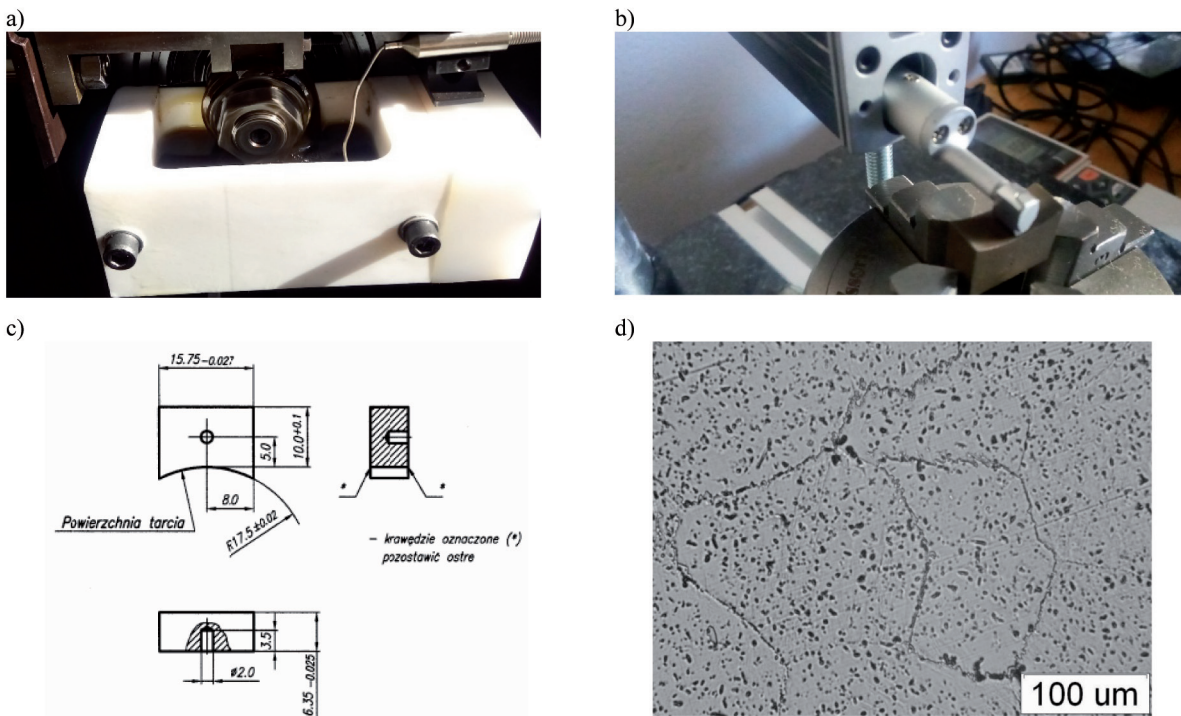 a)
b)
c)
d)
15.75-0.027
5.0
10.0+0.1
8.0
Powierzchnia tarcia
R17.5±0.02
* *
– krawędzie oznaczone (*)
pozostawić ostre
3.5
ø2.0
6.35 -0.025
100 um